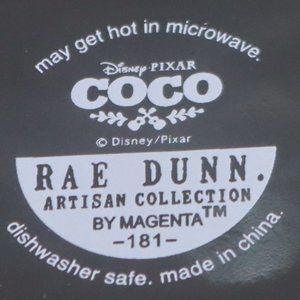 may get hot in microwave.
Disney·PIXAR
COCO
© Disney/Pixar
RAE DUNN.
ARTISAN COLLECTION
BY MAGENTA™
-181-
dishwasher safe. made in china.